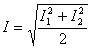 I = √((I₁² + I₂²)/2)